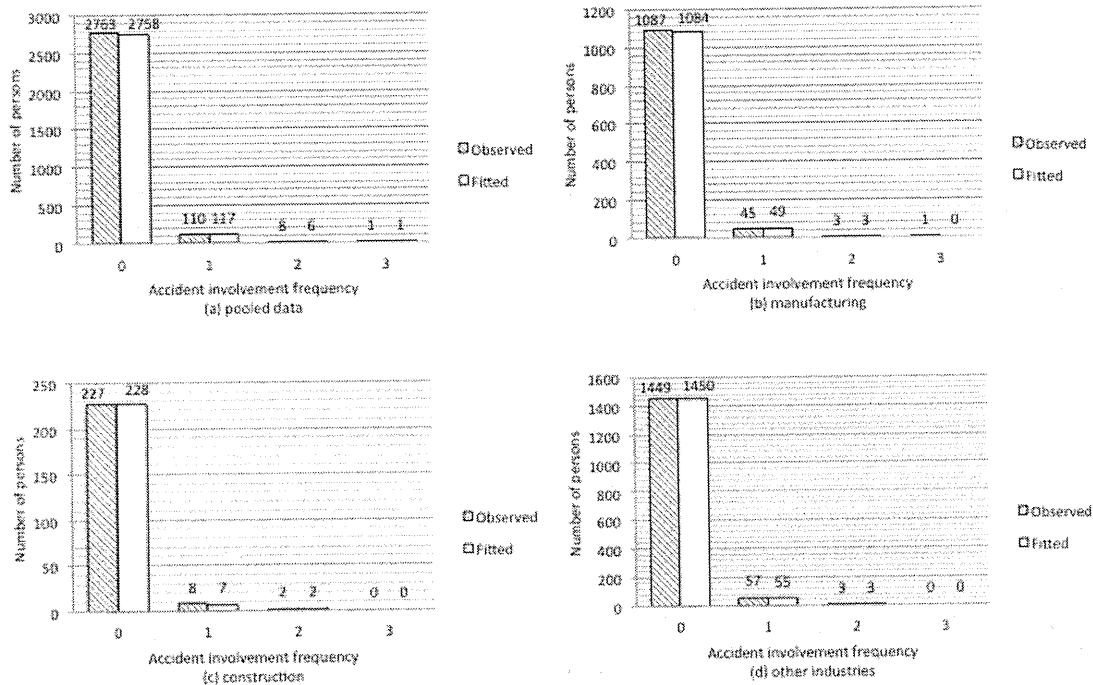 3000
2500
2000
1500
1000
500
0
2763 2758
110 117
8 6
1 1
0 1 2 3
Number of persons
Accident involvement frequency
(a) pooled data
Observed
Fitted
1200
1000
800
600
400
200
0
1087 1084
45 49
3 3
1 0
0 1 2 3
Number of persons
Accident involvement frequency
(b) manufacturing
Observed
Fitted
250
200
150
100
50
0
227 228
8 7
2 2
0 0
0 1 2 3
Number of persons
Accident involvement frequency
(c) construction
Observed
Fitted
1600
1400
1200
1000
800
600
400
200
0
1449 1450
57 55
3 3
0 0
0 1 2 3
Number of persons
Accident involvement frequency
(d) other industries
Observed
Fitted